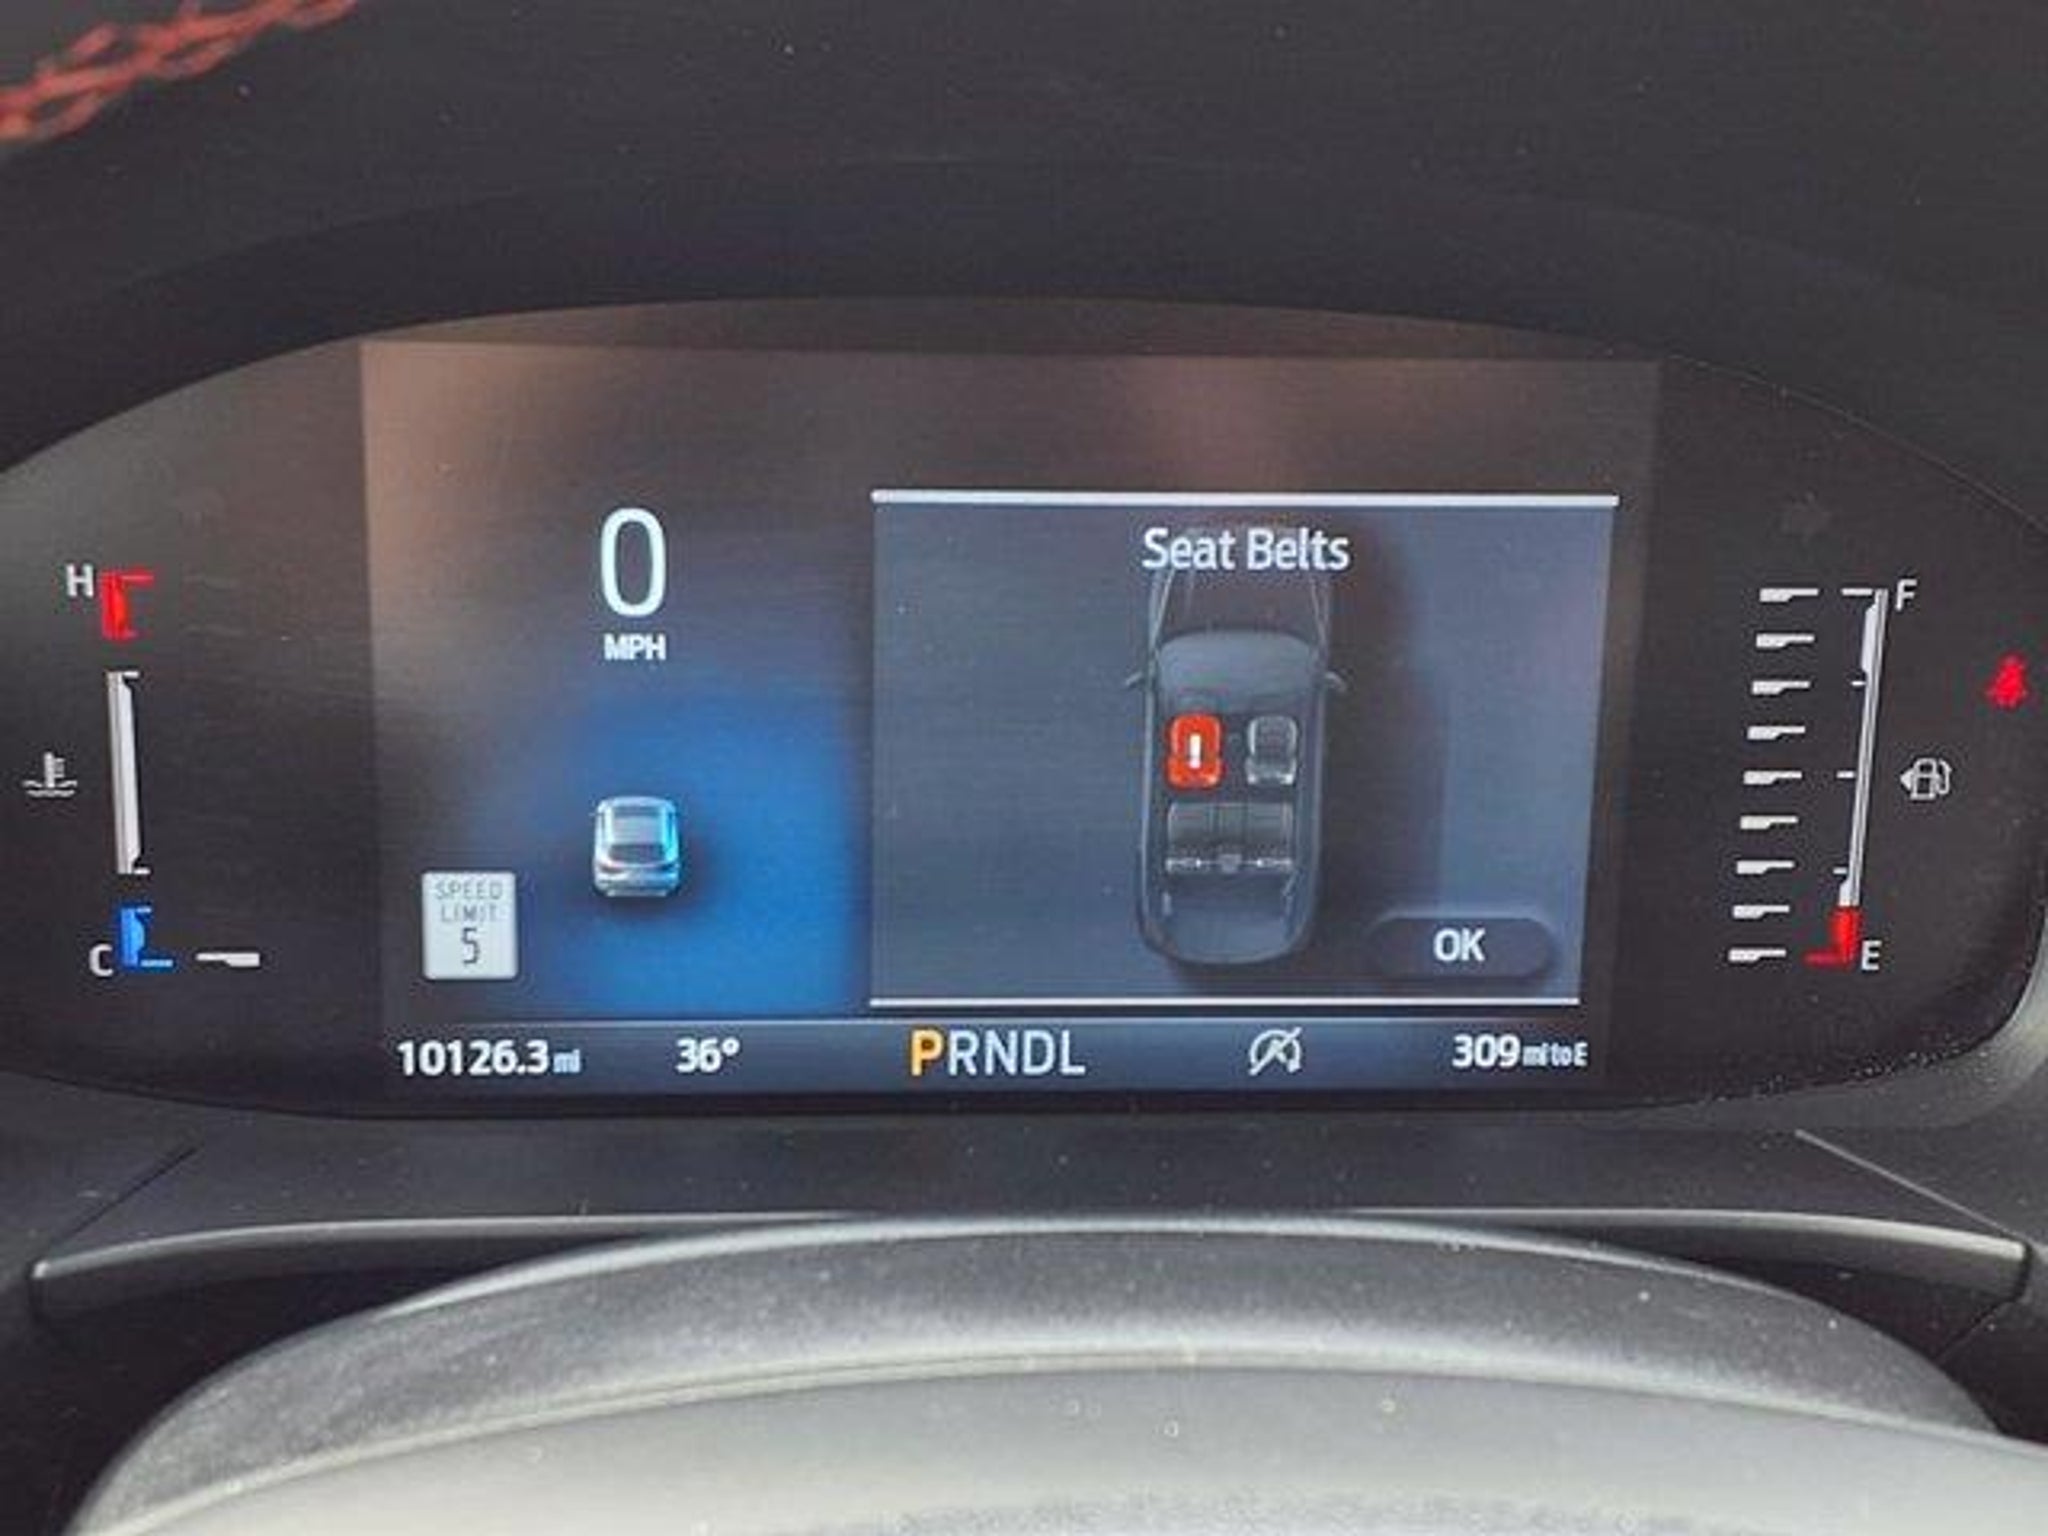 0
MPH
Seat Belts
H
F
SPEED
LIMIT
5
OK
C
E
10126.3 mi
36°
PRNDL
309 mi to E